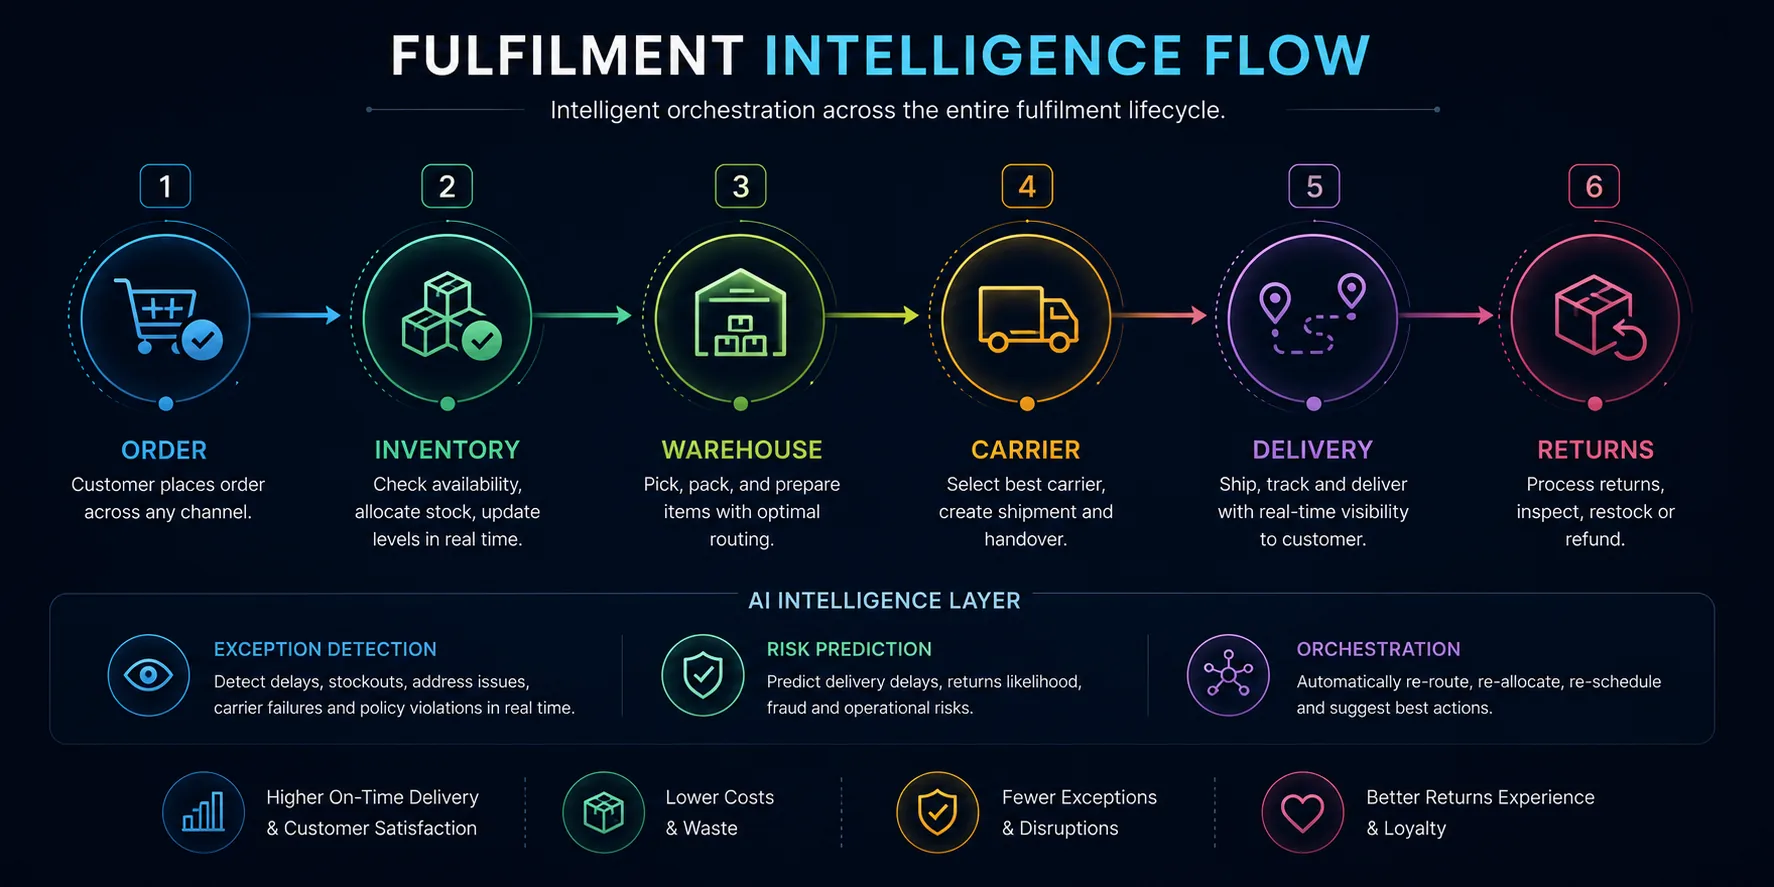 FULFILMENT INTELLIGENCE FLOW
Intelligent orchestration across the entire fulfilment lifecycle.
1
2
3
4
5
6
ORDER
Customer places order
across any channel.
INVENTORY
Check availability,
allocate stock, update
levels in real time.
WAREHOUSE
Pick, pack, and prepare
items with optimal
routing.
CARRIER
Select best carrier,
create shipment and
handover.
DELIVERY
Ship, track and deliver
with real-time visibility
to customer.
RETURNS
Process returns,
inspect, restock or
refund.
AI INTELLIGENCE LAYER
EXCEPTION DETECTION
Detect delays, stockouts, address issues,
carrier failures and policy violations in real time.
RISK PREDICTION
Predict delivery delays, returns likelihood,
fraud and operational risks.
ORCHESTRATION
Automatically re-route, re-allocate, re-schedule
and suggest best actions.
Higher On-Time Delivery
& Customer Satisfaction
Lower Costs
& Waste
Fewer Exceptions
& Disruptions
Better Returns Experience
& Loyalty